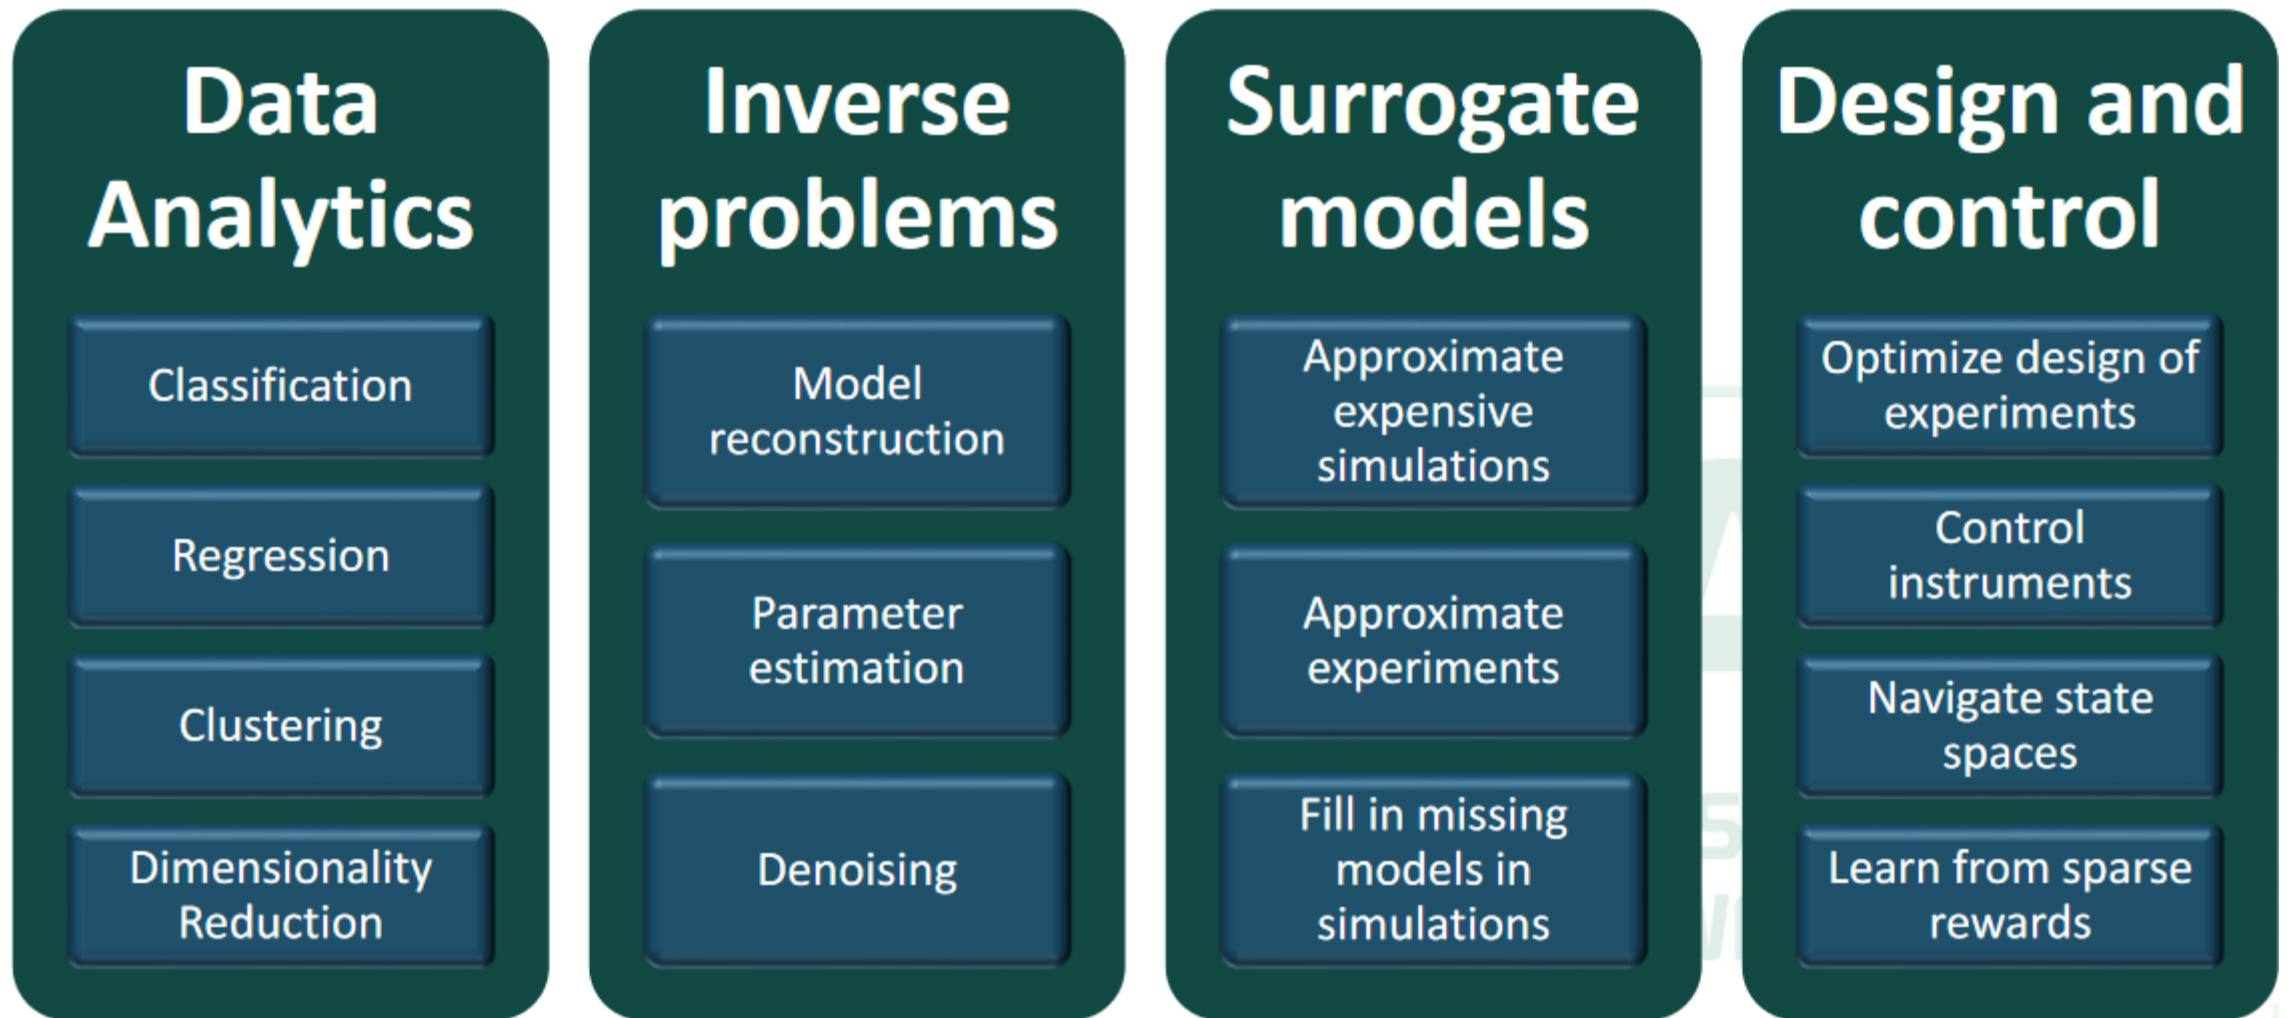 Data
Analytics
Classification
Regression
Clustering
Dimensionality
Reduction
Inverse
problems
Model
reconstruction
Parameter
estimation
Denoising
Surrogate
models
Approximate
expensive
simulations
Approximate
experiments
Fill in missing
models in
simulations
Design and
control
Optimize design of
experiments
Control
instruments
Navigate state
spaces
Learn from sparse
rewards